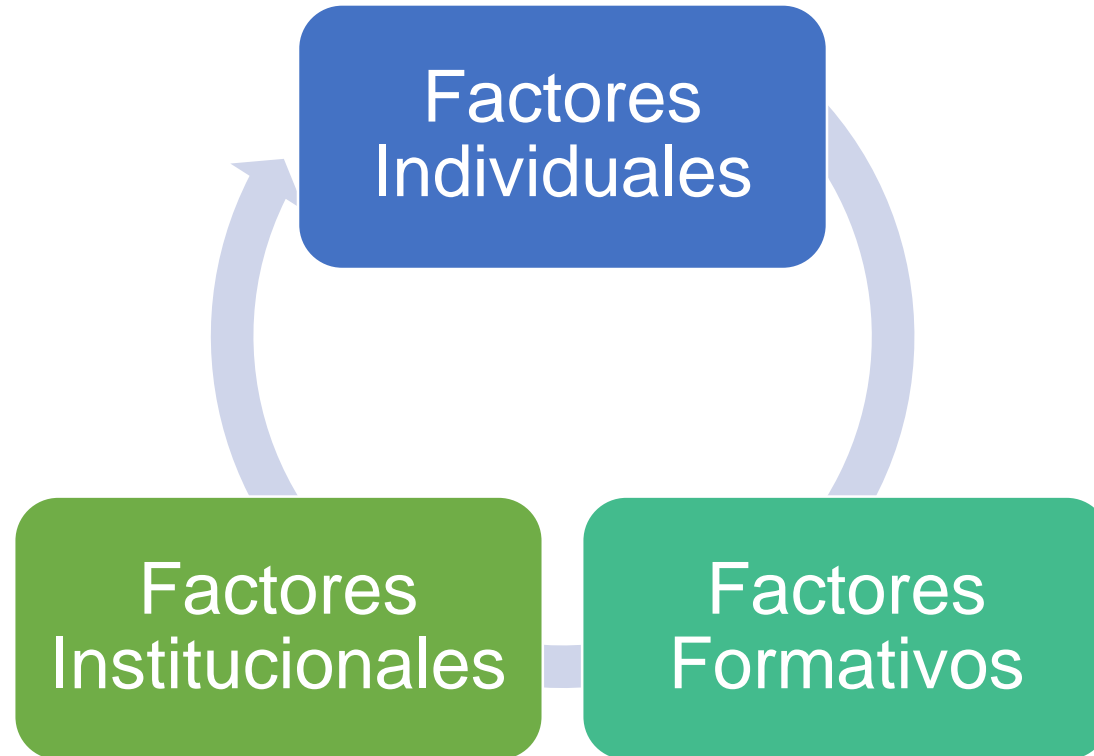 Factores
Individuales
Factores
Institucionales
Factores
Formativos